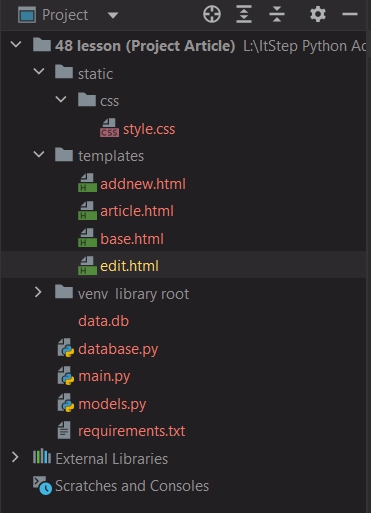 Project
48 lesson (Project Article) L:\ItStep Python Ac
static
css
style.css
templates
addnew.html
article.html
base.html
edit.html
venv library root
data.db
database.py
main.py
models.py
requirements.txt
External Libraries
Scratches and Consoles